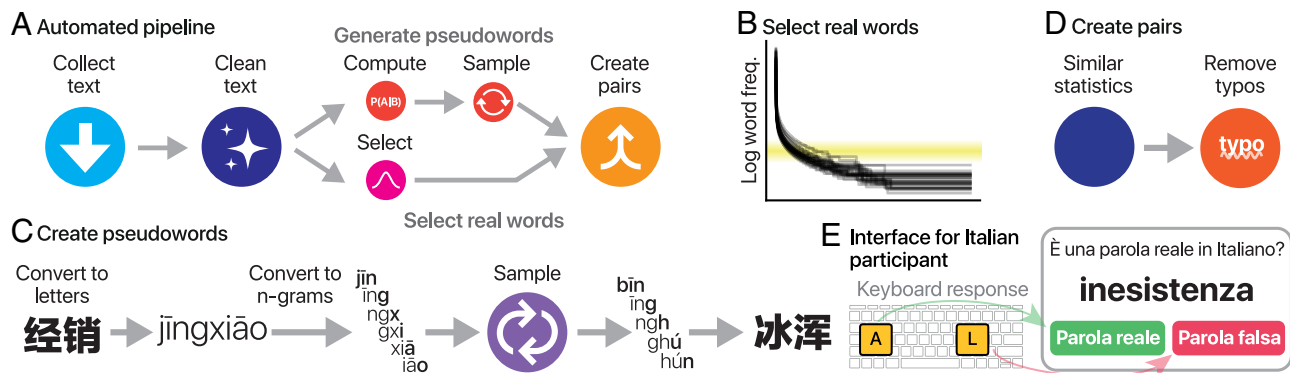 A Automated pipeline
Generate pseudowords
Collect
text
Clean
text
Compute
Sample
Create
pairs
P(A|B)
Select
Select real words
B Select real words
Log word freq.
D Create pairs
Similar
statistics
Remove
typos
typo
C Create pseudowords
Convert to
letters
经销
jīngxiāo
Convert to
n-grams
jīn
īng
ngx
gxi
xiā
iāo
Sample
bīn
īng
ngh
ghú
hún
冰浑
E Interface for Italian
participant
Keyboard response
A
L
È una parola reale in Italiano?
inesistenza
Parola reale
Parola falsa